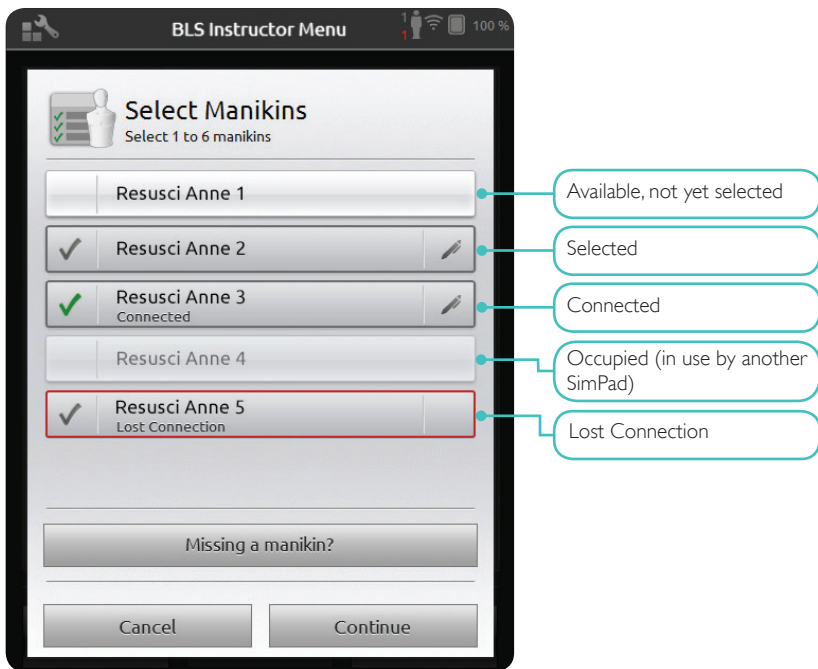 BLS Instructor Menu
1
1
100 %
Select Manikins
Select 1 to 6 manikins
Resusci Anne 1
Available, not yet selected
Resusci Anne 2
Selected
Resusci Anne 3
Connected
Connected
Resusci Anne 4
Occupied (in use by another
SimPad)
Resusci Anne 5
Lost Connection
Lost Connection
Missing a manikin?
Cancel
Continue